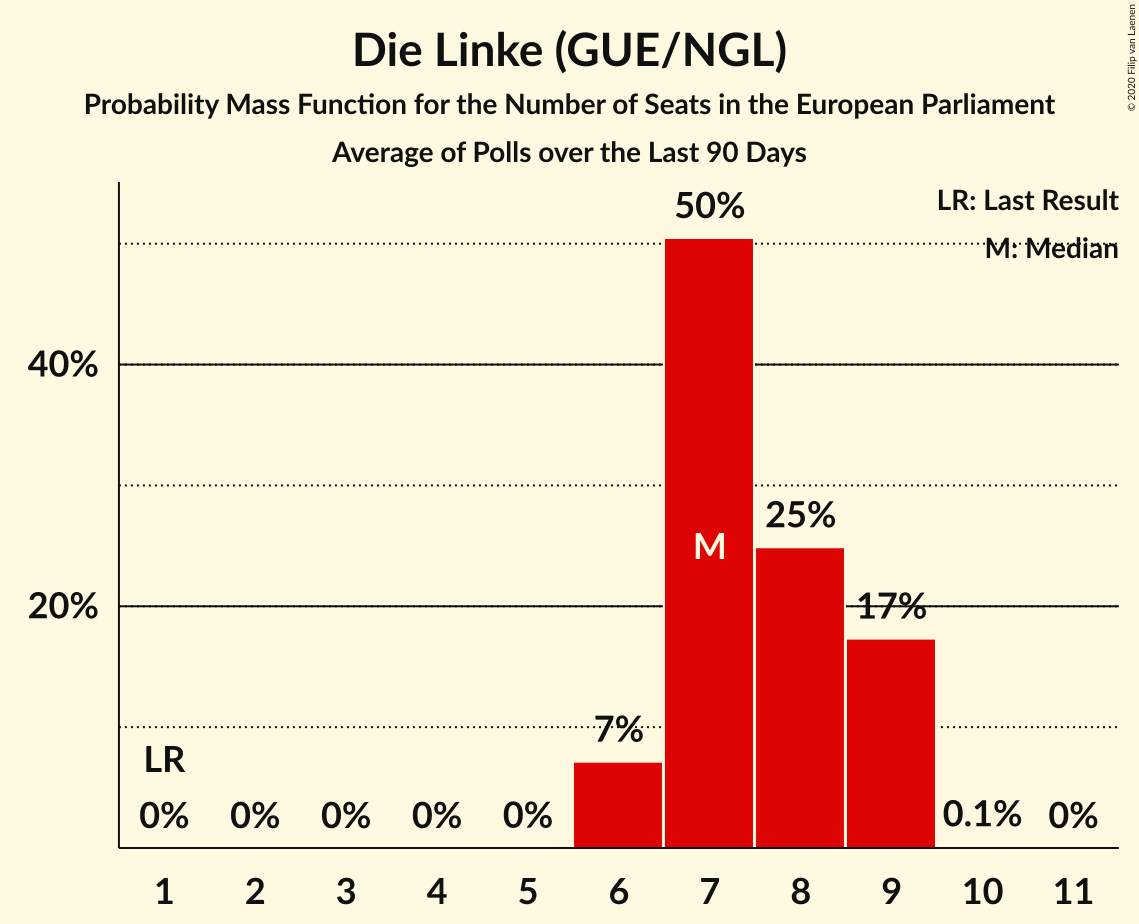 Die Linke (GUE/NGL)
Probability Mass Function for the Number of Seats in the European Parliament
Average of Polls over the Last 90 Days
© 2020 Filip van Laenen
LR: Last Result
M: Median
50%
40%
25%
M
20%
17%
7%
LR
0% 0% 0% 0% 0% 0.1% 0%
1 2 3 4 5 6 7 8 9 10 11